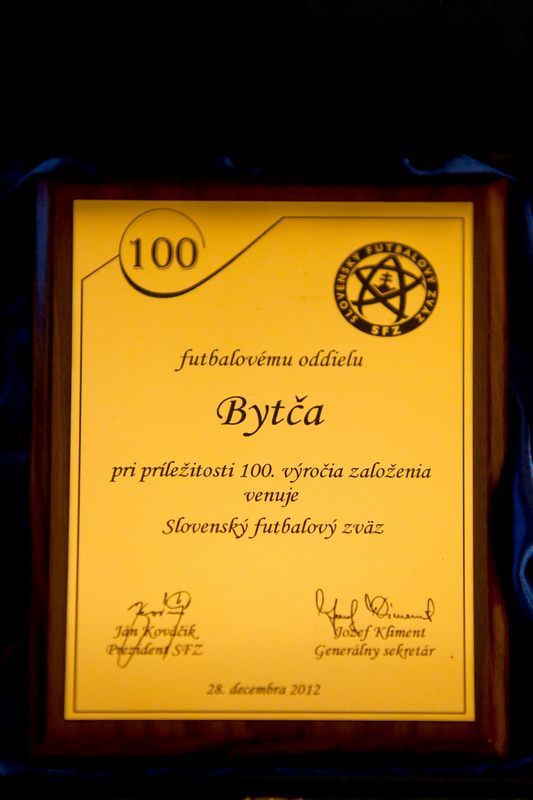 100
SLOVENSKÝ FUTBALOVÝ ZVÄZ
SFZ
futbalovému oddielu
Bytča
pri príležitosti 100. výročia založenia
venuje
Slovenský futbalový zväz
Ján Kováčik
Prezident SFZ
Jozef Kliment
Generálny sekretár
28. decembra 2012